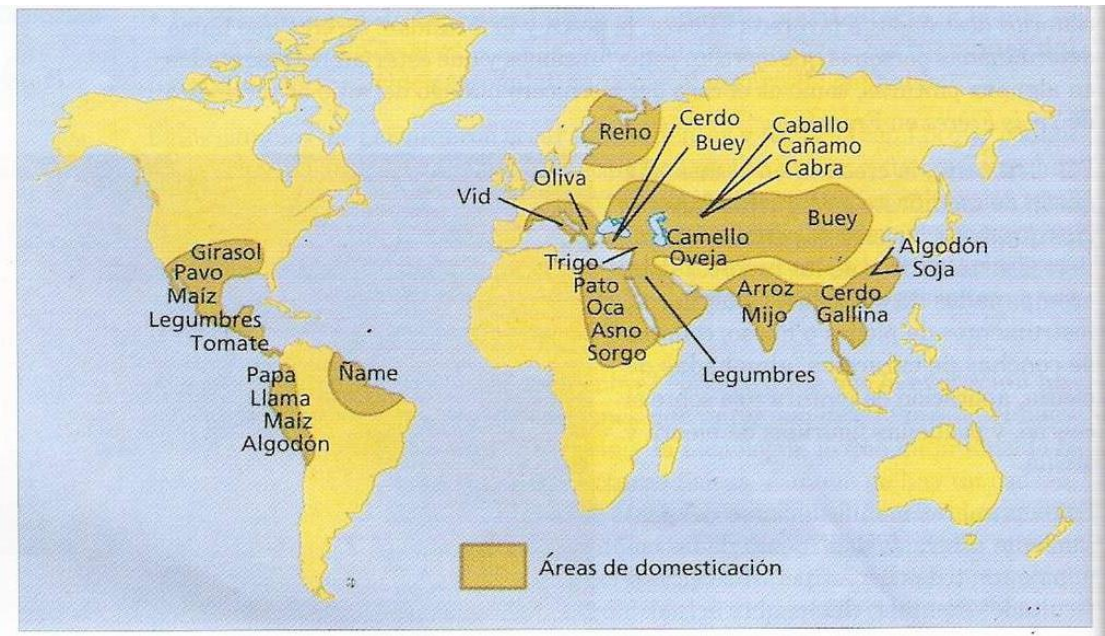 Reno
Cerdo
Buey
Caballo
Cañamo
Cabra
Oliva
Vid
Buey
Camello
Oveja
Algodón
Soja
Girasol
Pavo
Maíz
Legumbres
Tomate
Trigo
Pato
Oca
Asno
Sorgo
Arroz
Mijo
Cerdo
Gallina
Legumbres
Papa
Llama
Maíz
Algodón
Ñame
Áreas de domesticación